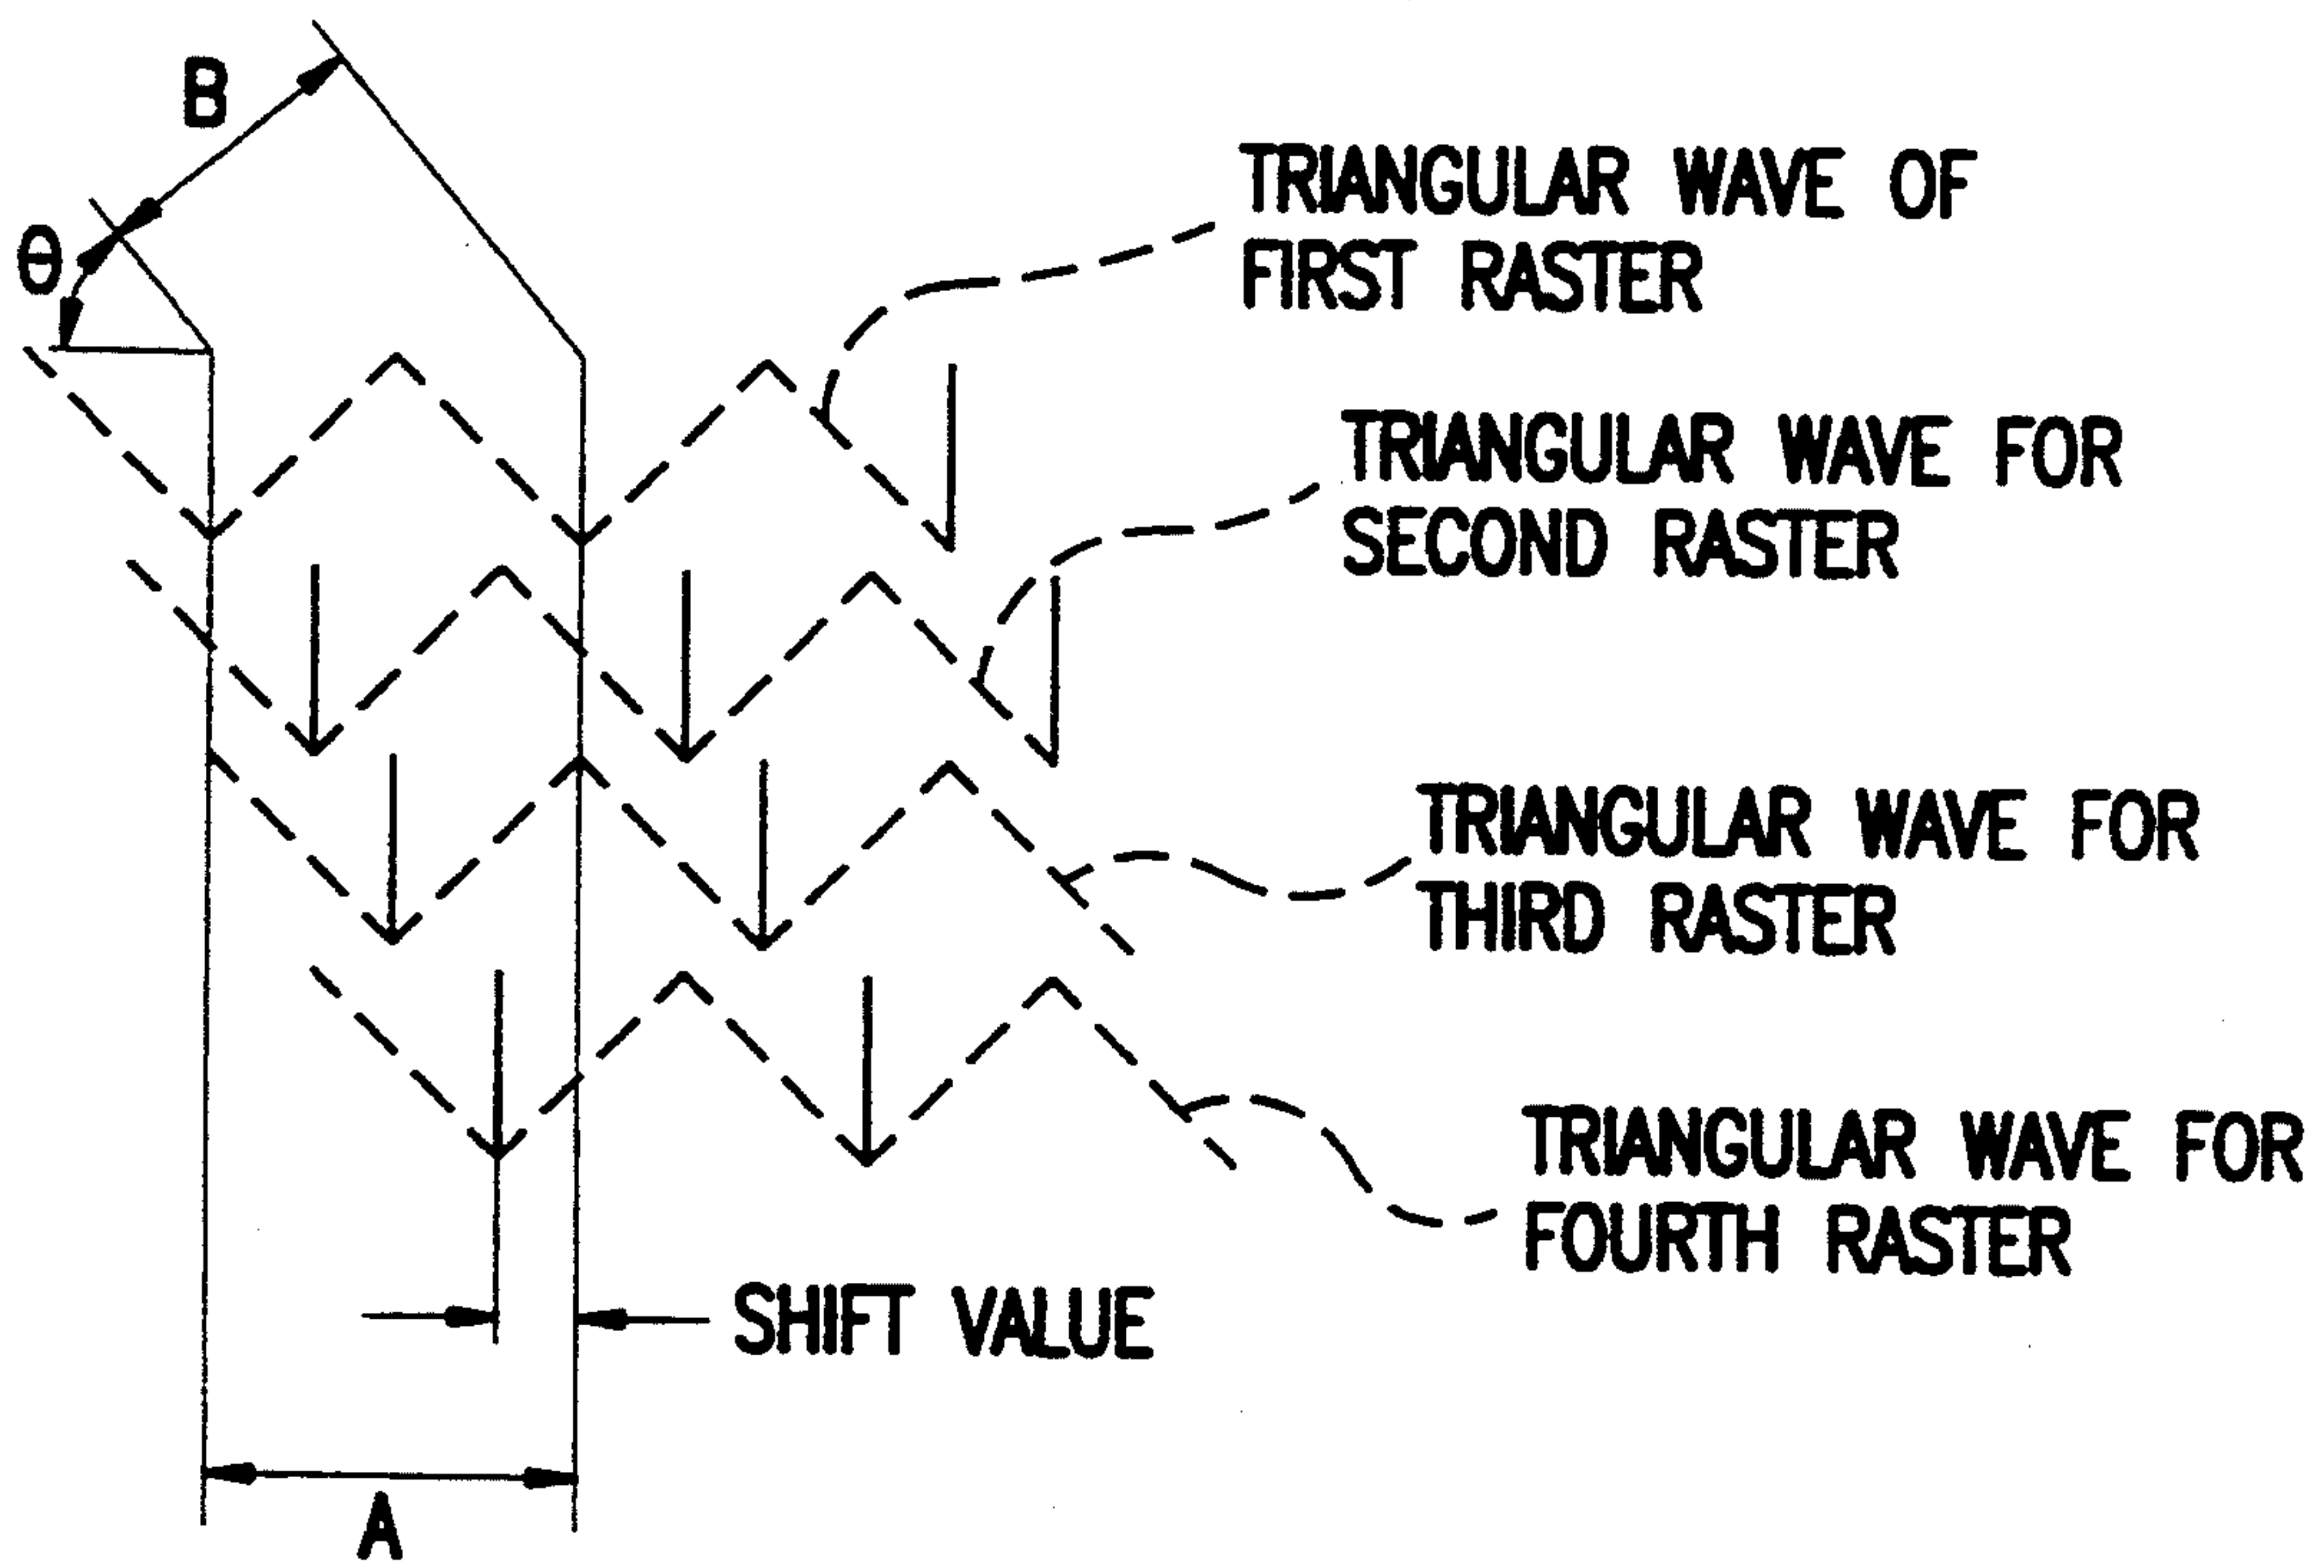 B
θ
TRIANGULAR WAVE OF
FIRST RASTER
TRIANGULAR WAVE FOR
SECOND RASTER
TRIANGULAR WAVE FOR
THIRD RASTER
TRIANGULAR WAVE FOR
FOURTH RASTER
SHIFT VALUE
A